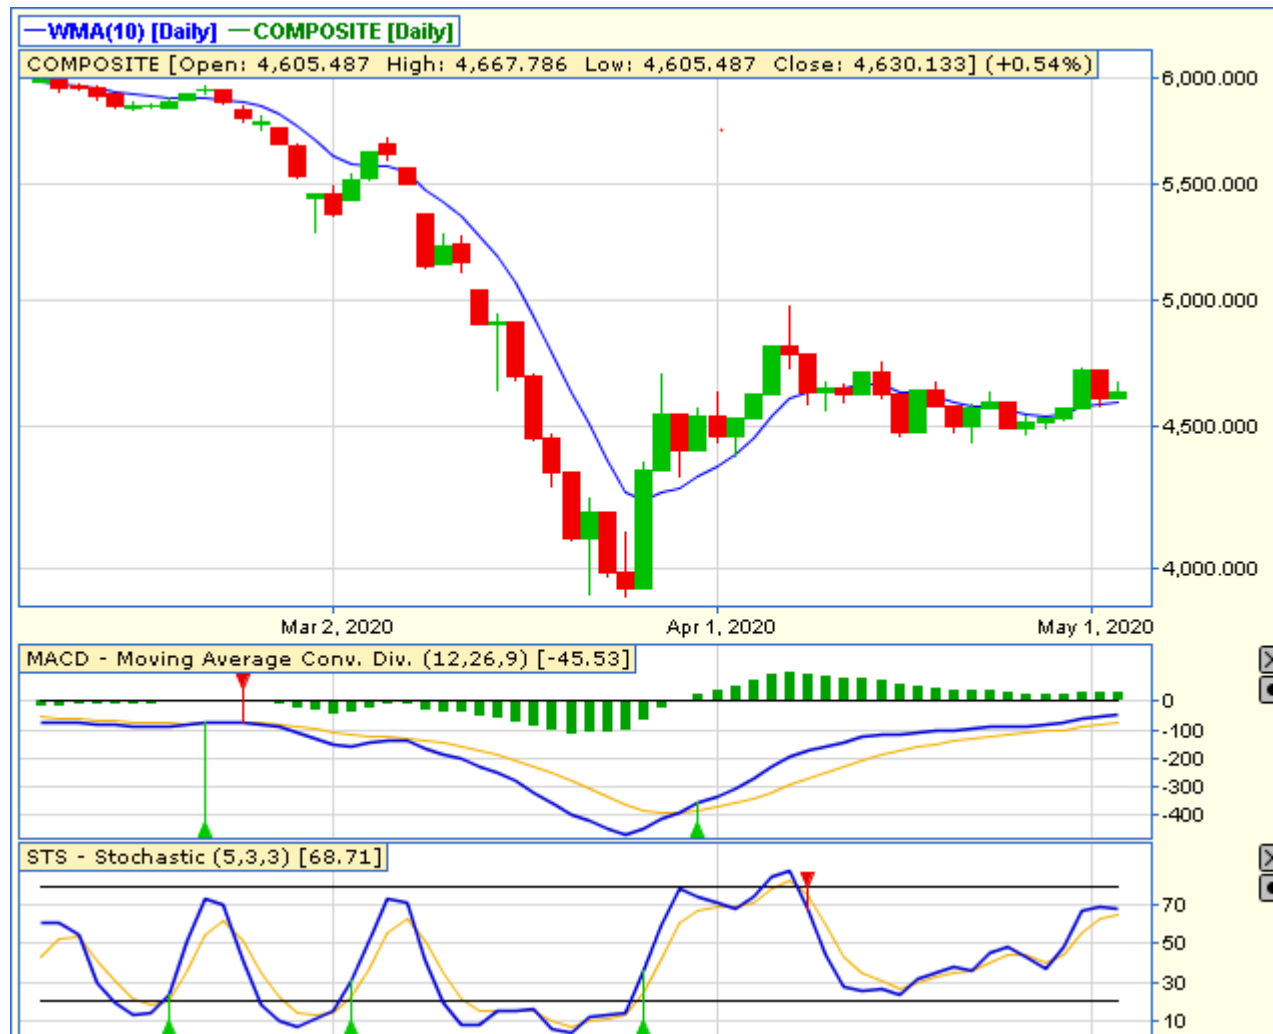 WMA(10) [Daily] COMPOSITE [Daily]
COMPOSITE [Open: 4,605.487 High: 4,667.786 Low: 4,605.487 Close: 4,630.133] (+0.54%)
6,000.000
5,500.000
5,000.000
4,500.000
4,000.000
Mar 2, 2020 Apr 1, 2020 May 1, 2020
MACD - Moving Average Conv. Div. (12,26,9) [-45.53]
0
-100
-200
-300
-400
STS - Stochastic (5,3,3) [68.71]
70
50
30
10